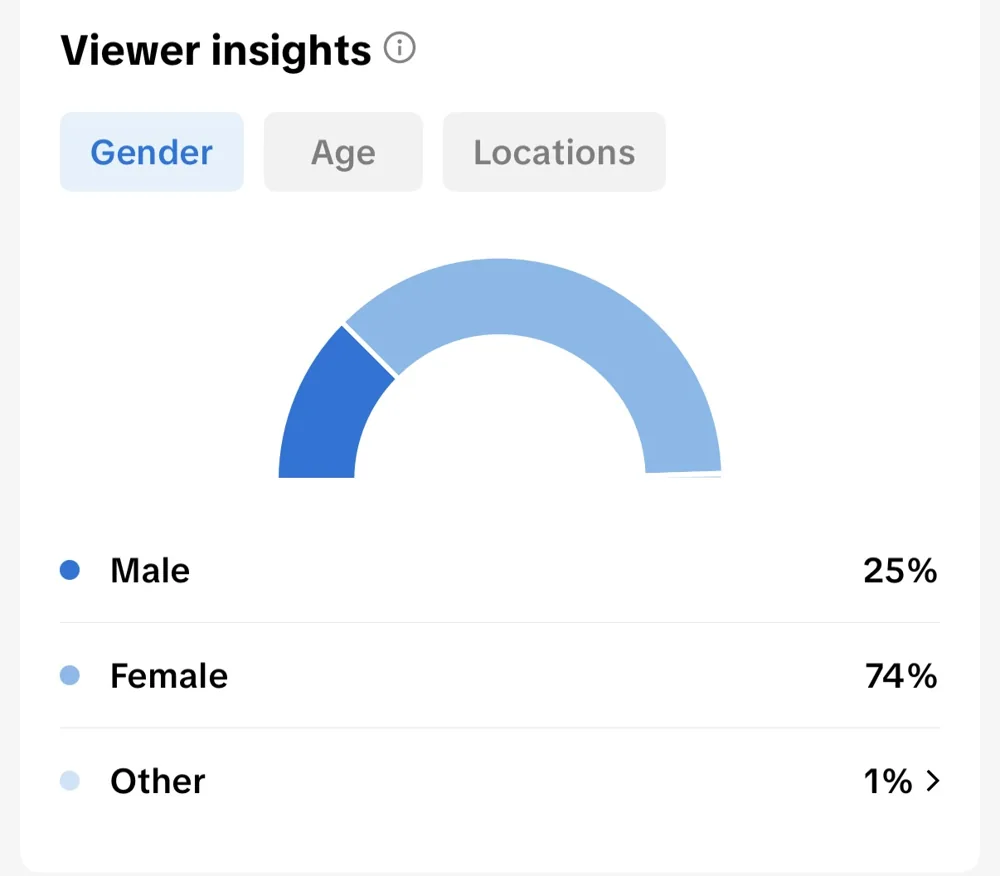 Viewer insights
Gender Age Locations
Male 25%
Female 74%
Other 1%